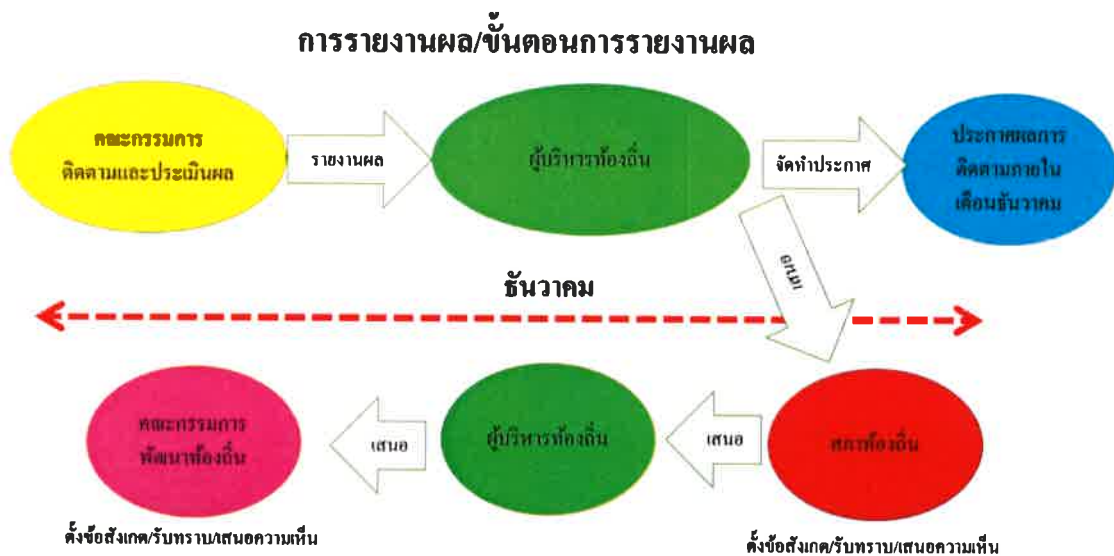 การรายงานผล/ขั้นตอนการรายงานผล
คณะกรรมการ
ติดตามและประเมินผล
รายงานผล
ผู้บริหารท้องถิ่น
จัดทำประกาศ
ประกาศผลการ
ติดตามภายใน
เดือนธันวาคม
เสนอ
ธันวาคม
คณะกรรมการ
พัฒนาท้องถิ่น
เสนอ
ผู้บริหารท้องถิ่น
เสนอ
สภาท้องถิ่น
ตั้งข้อสังเกต/รับทราบ/เสนอความเห็น
ตั้งข้อสังเกต/รับทราบ/เสนอความเห็น